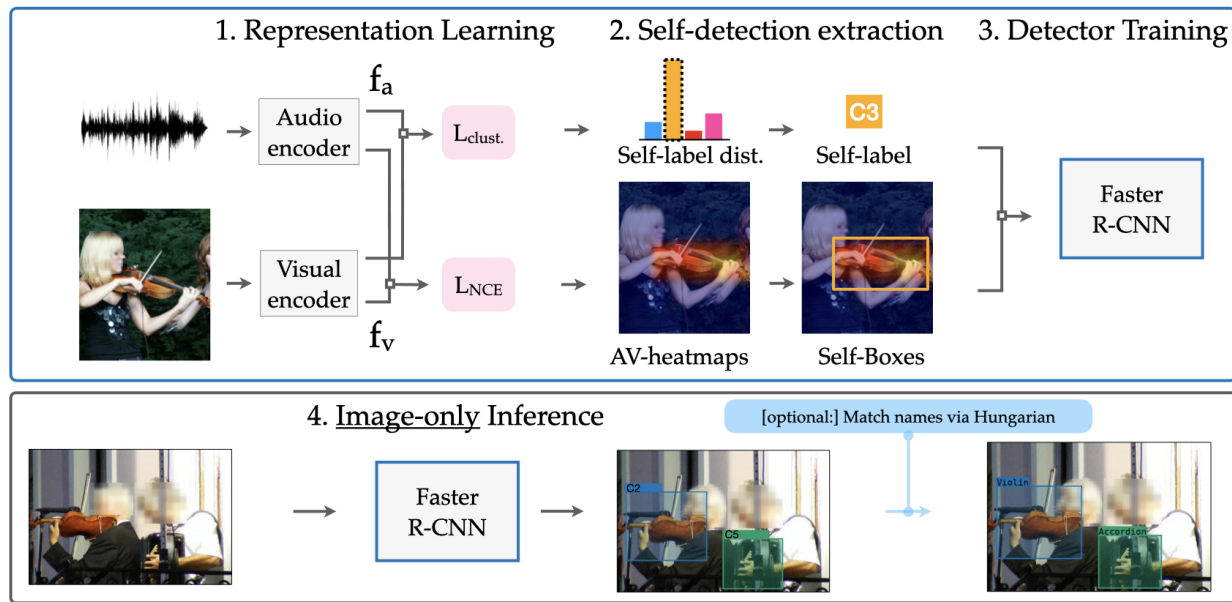 1. Representation Learning
2. Self-detection extraction
3. Detector Training
fa
Audio
encoder
Lclust.
Self-label dist.
C3
Self-label
Faster
R-CNN
Visual
encoder
LNCE
fv
AV-heatmaps
Self-Boxes
4. Image-only Inference
[optional:] Match names via Hungarian
Faster
R-CNN
C2
C5
Violin
Accordion